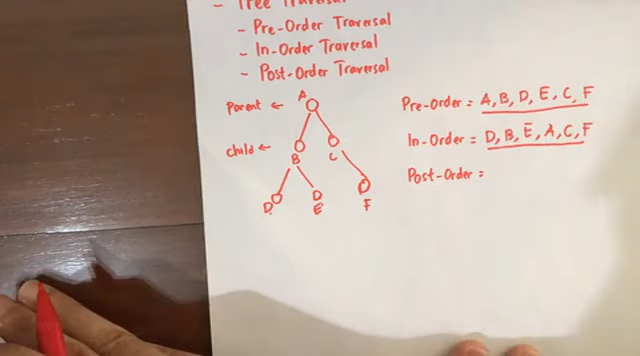 - Tree Traversal
- Pre-Order Traversal
- In-Order Traversal
- Post-Order Traversal
Parent ←
A
Pre-Order = A, B, D, E, C, F
child ←
B
C
In-Order = D, B, E, A, C, F
Post-Order =
D
E
F